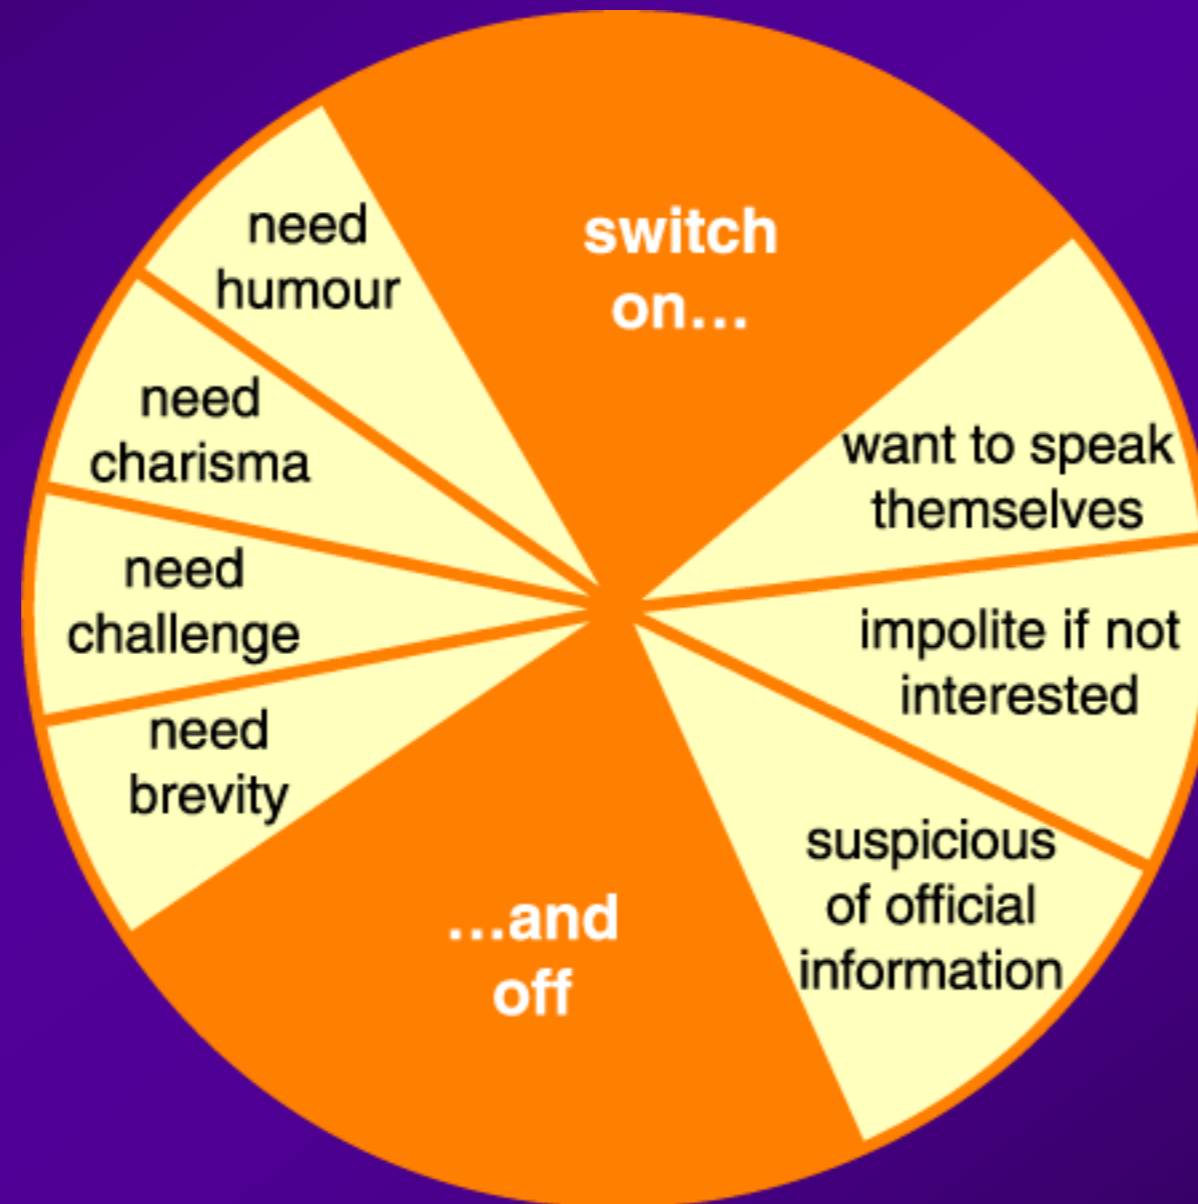 switch
on…
want to speak
themselves
impolite if not
interested
suspicious
of official
information
…and
off
need
brevity
need
challenge
need
charisma
need
humour